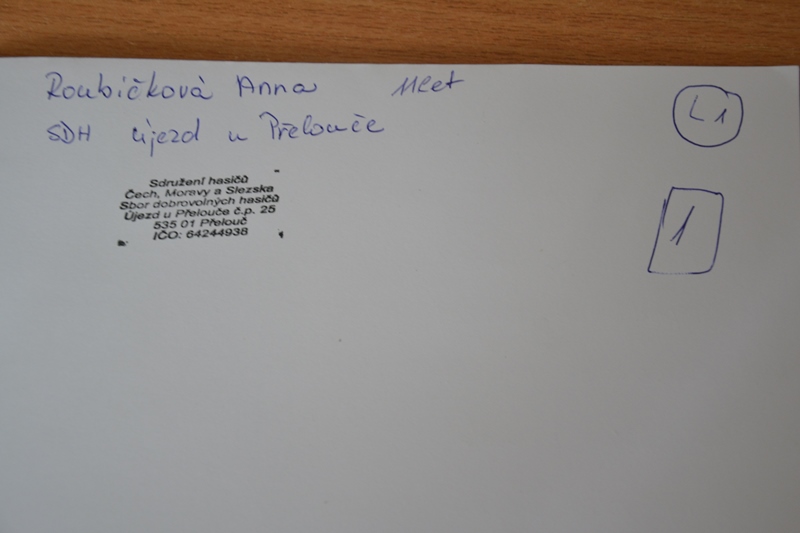 Roubíčková Anna 11let
L1
SDH Újezd u Přelouče
1
Sdružení hasičů
Čech, Moravy a Slezska
Sbor dobrovolných hasičů
Újezd u Přelouče č.p. 25
535 01 Přelouč
IČO: 64244938